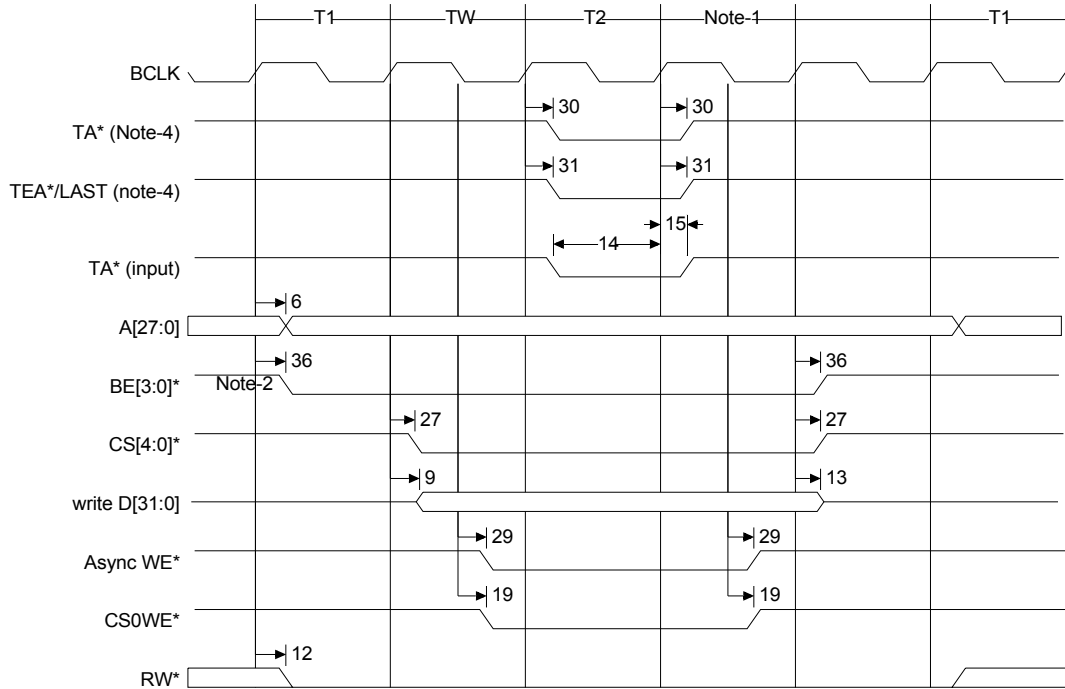 T1 TW T2 Note-1 T1
BCLK
30 30
TA* (Note-4)
31 31
TEA*/LAST (note-4)
15
14
TA* (input)
6
A[27:0]
36 36
BE[3:0]* Note-2
27 27
CS[4:0]*
9 13
write D[31:0]
29 29
Async WE*
19 19
CS0WE*
12
RW*